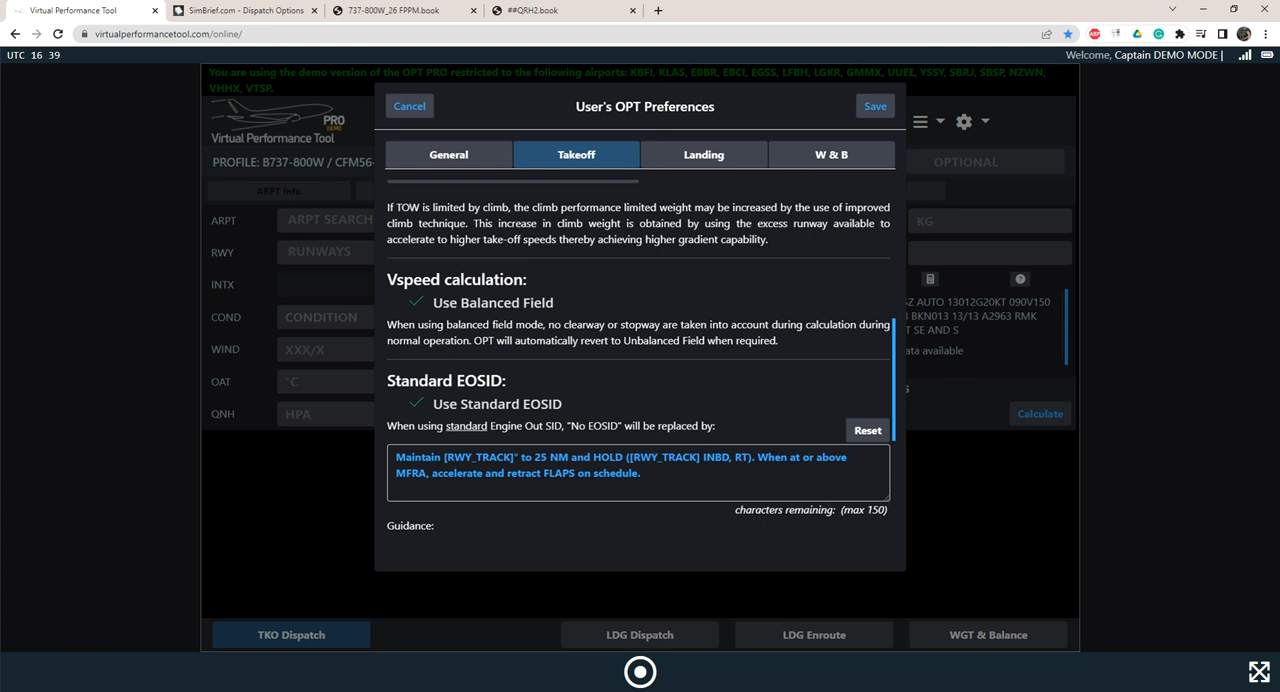 Virtual Performance Tool
SimBrief.com - Dispatch Options
737-800W_26 FPPM.book
##QRH2.book
virtualperformancetool.com/online/
UTC 16 39
Welcome, Captain DEMO MODE |
You are using the demo version of the OPT PRO restricted to the following airports: KBFI, KLAS, EBBR, EBCI, EGSS, LFBH, LGKR, GMMX, UUEE, YSSY, SBRJ, SBSP, NZWN,
VHHX, VTSP.
PRO
DEMO
Virtual Performance Tool
PROFILE: B737-800W / CFM56-
OPTIONAL
ARPT Info
Cancel
User's OPT Preferences
Save
General
Takeoff
Landing
W & B
ARPT
ARPT SEARCH
KG
RWY
RUNWAYS
INTX
COND
CONDITION
WIND
XXX/X
OAT
°C
QNH
HPA
If TOW is limited by climb, the climb performance limited weight may be increased by the use of improved
climb technique. This increase in climb weight is obtained by using the excess runway available to
accelerate to higher take-off speeds thereby achieving higher gradient capability.
Vspeed calculation:
Use Balanced Field
When using balanced field mode, no clearway or stopway are taken into account during calculation during
normal operation. OPT will automatically revert to Unbalanced Field when required.
Standard EOSID:
Use Standard EOSID
When using standard Engine Out SID, "No EOSID" will be replaced by:
Reset
Maintain [RWY_TRACK]° to 25 NM and HOLD ([RWY_TRACK] INBD, RT). When at or above
MFRA, accelerate and retract FLAPS on schedule.
characters remaining: (max 150)
Guidance:
Z AUTO 13012G20KT 090V150
BKN013 13/13 A2963 RMK
T SE AND S
ata available
Calculate
TKO Dispatch
LDG Dispatch
LDG Enroute
WGT & Balance